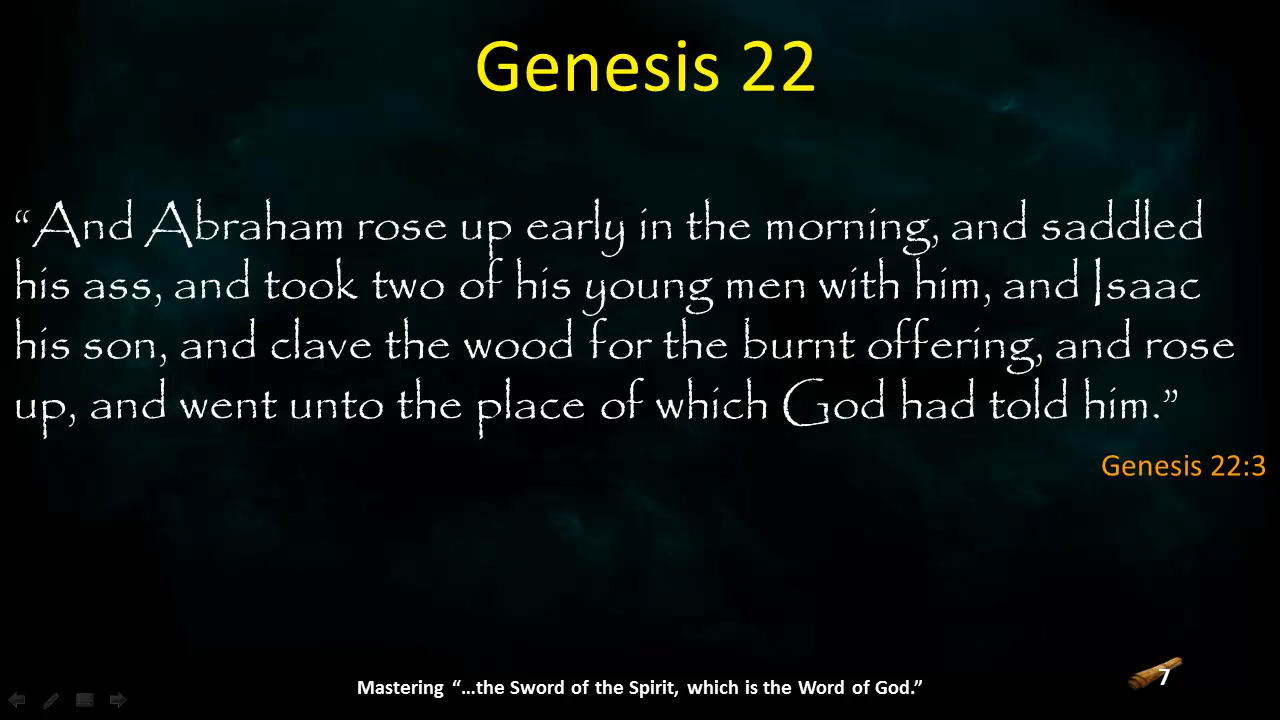 Genesis 22
“And Abraham rose up early in the morning, and saddled
his ass, and took two of his young men with him, and Isaac
his son, and clave the wood for the burnt offering, and rose
up, and went unto the place of which God had told him.”
Genesis 22:3
Mastering “...the Sword of the Spirit, which is the Word of God.”
7